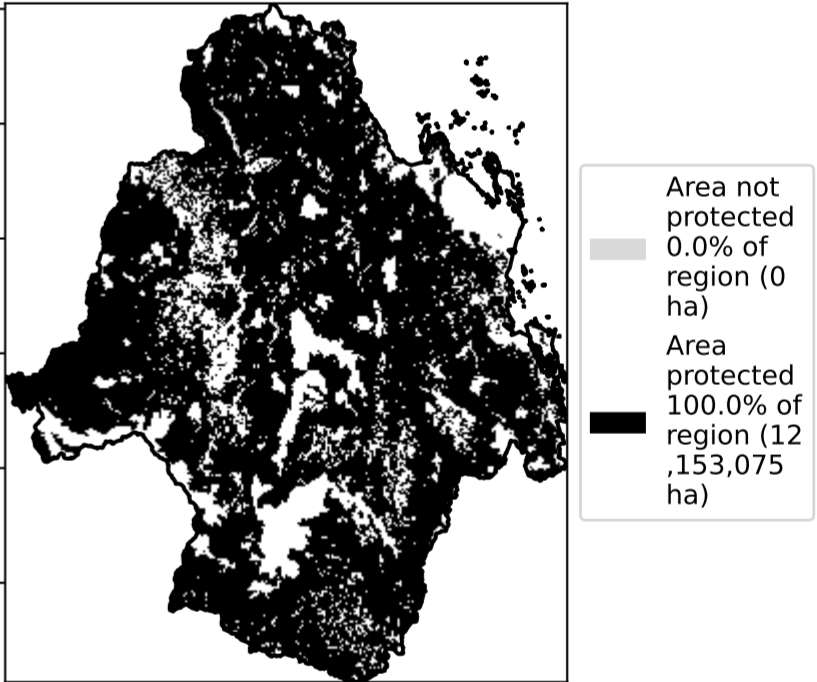 Area not
protected
0.0% of
region (0
ha)
Area
protected
100.0% of
region (12
,153,075
ha)